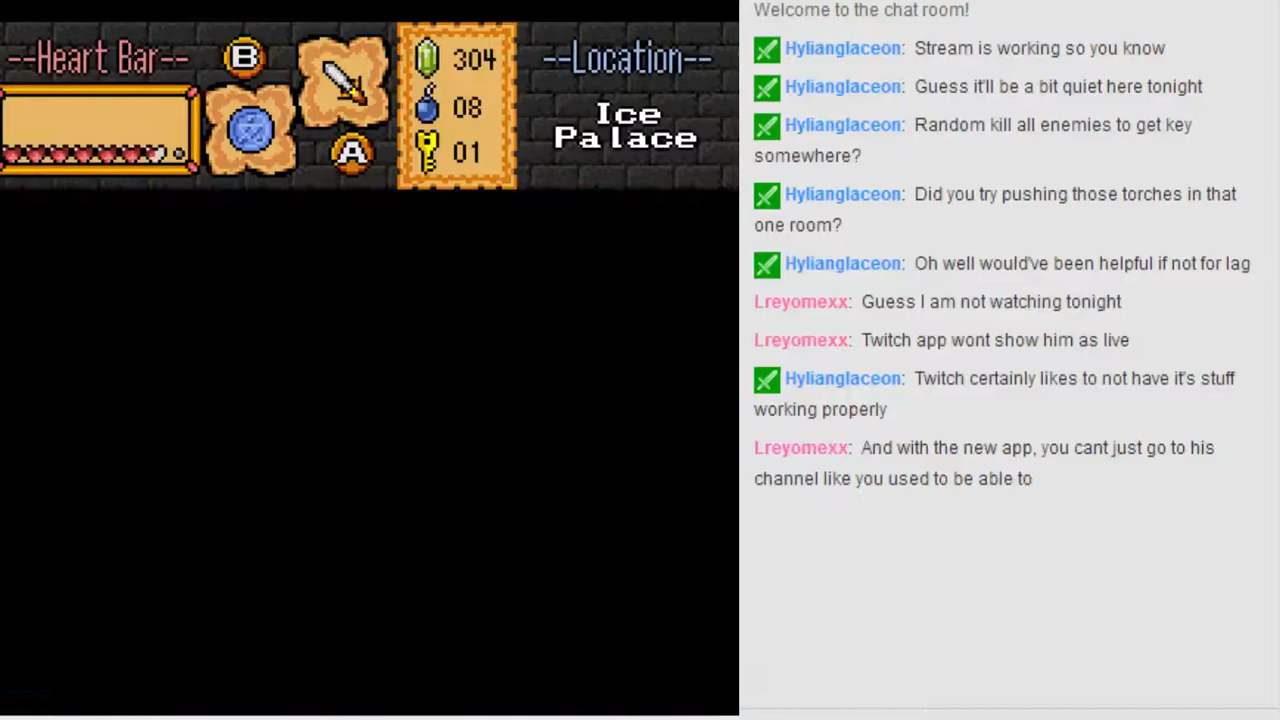 --Heart Bar--
B
A
304
08
01
--Location--
Ice
Palace
Welcome to the chat room!
Hylianglaceon: Stream is working so you know
Hylianglaceon: Guess it'll be a bit quiet here tonight
Hylianglaceon: Random kill all enemies to get key
somewhere?
Hylianglaceon: Did you try pushing those torches in that
one room?
Hylianglaceon: Oh well would've been helpful if not for lag
Lreyomexx: Guess I am not watching tonight
Lreyomexx: Twitch app wont show him as live
Hylianglaceon: Twitch certainly likes to not have it's stuff
working properly
Lreyomexx: And with the new app, you cant just go to his
channel like you used to be able to